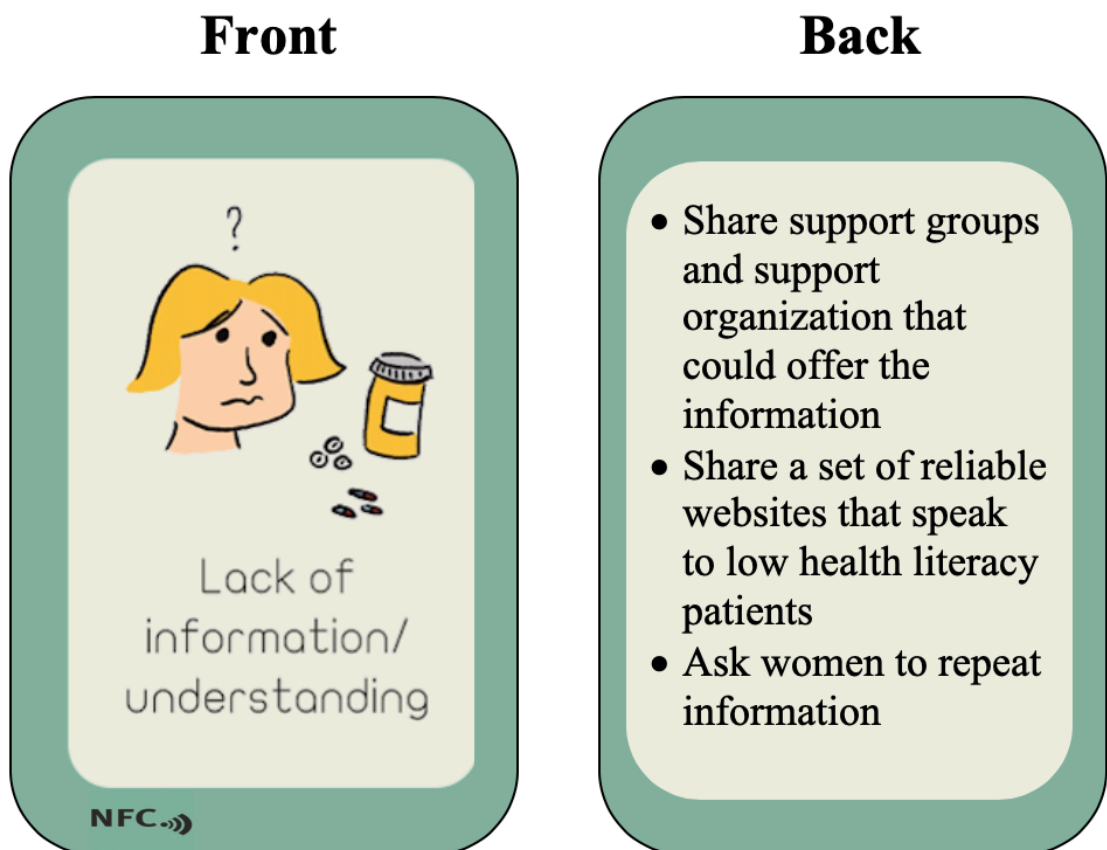 Front
?
Lack of
information/
understanding
NFC
Back
• Share support groups
and support
organization that
could offer the
information
• Share a set of reliable
websites that speak
to low health literacy
patients
• Ask women to repeat
information